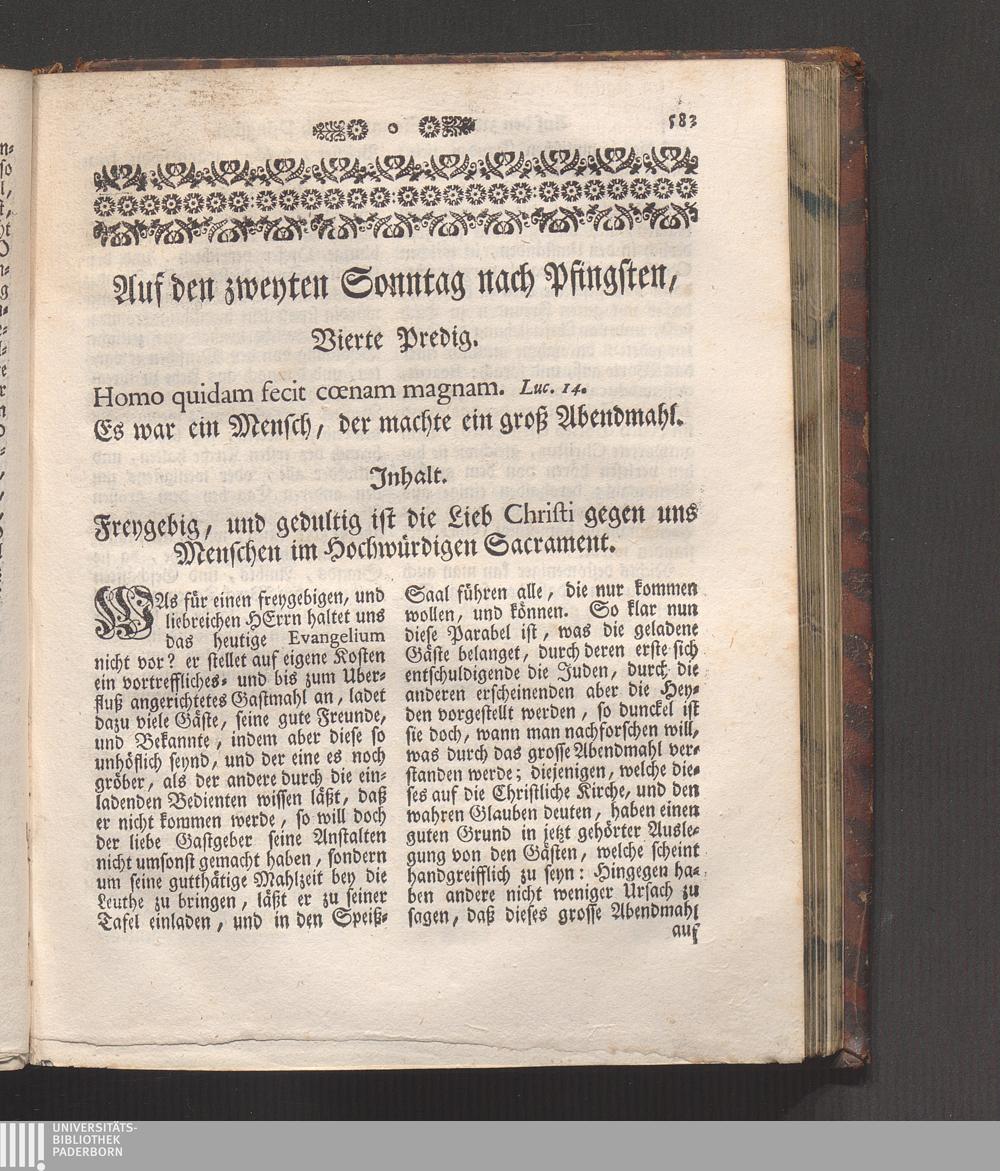 583
Auf den zweyten Sonntag nach Pfingsten,
Vierte Predig.
Homo quidam fecit cœnam magnam. Luc. 14.
Es war ein Mensch, der machte ein groß Abendmahl.
Inhalt.
Freygebig, und gedultig ist die Lieb Christi gegen uns
Menschen im Hochwürdigen Sacrament.
WAs für einen freygebigen, und
liebreichen HErrn haltet uns
das heutige Evangelium
nicht vor? er stellet auf eigene Kosten
ein vortreffliches- und bis zum Uber-
fluß angerichtetes Gastmahl an, ladet
dazu viele Gäste, seine gute Freunde,
und Bekannte, indem aber diese so
unhöflich seynd, und der eine es noch
gröber, als der andere durch die ein-
ladenden Bedienten wissen läßt, daß
er nicht kommen werde, so will doch
der liebe Gastgeber seine Anstalten
nicht umsonst gemacht haben, sondern
um seine gutthätige Mahlzeit bey die
Leuthe zu bringen, läßt er zu seiner
Tafel einladen, und in den Speiß-
Saal führen alle, die nur kommen
wollen, und können. So klar nun
diese Parabel ist, was die geladene
Gäste belanget, durch deren erste sich
entschuldigende die Juden, durch die
anderen erscheinenden aber die Hey-
den vorgestellt werden, so dunckel ist
sie doch, wann man nachforschen will,
was durch das grosse Abendmahl ver-
standen werde; diejenigen, welche die-
ses auf die Christliche Kirche, und den
wahren Glauben deuten, haben einen
guten Grund in jetzt gehörter Ausle-
gung von den Gästen, welche scheint
handgreifflich zu seyn: Hingegen ha-
ben andere nicht weniger Ursach zu
sagen, daß dieses grosse Abendmahl
auf
UNIVERSITÄTS-
BIBLIOTHEK
PADERBORN